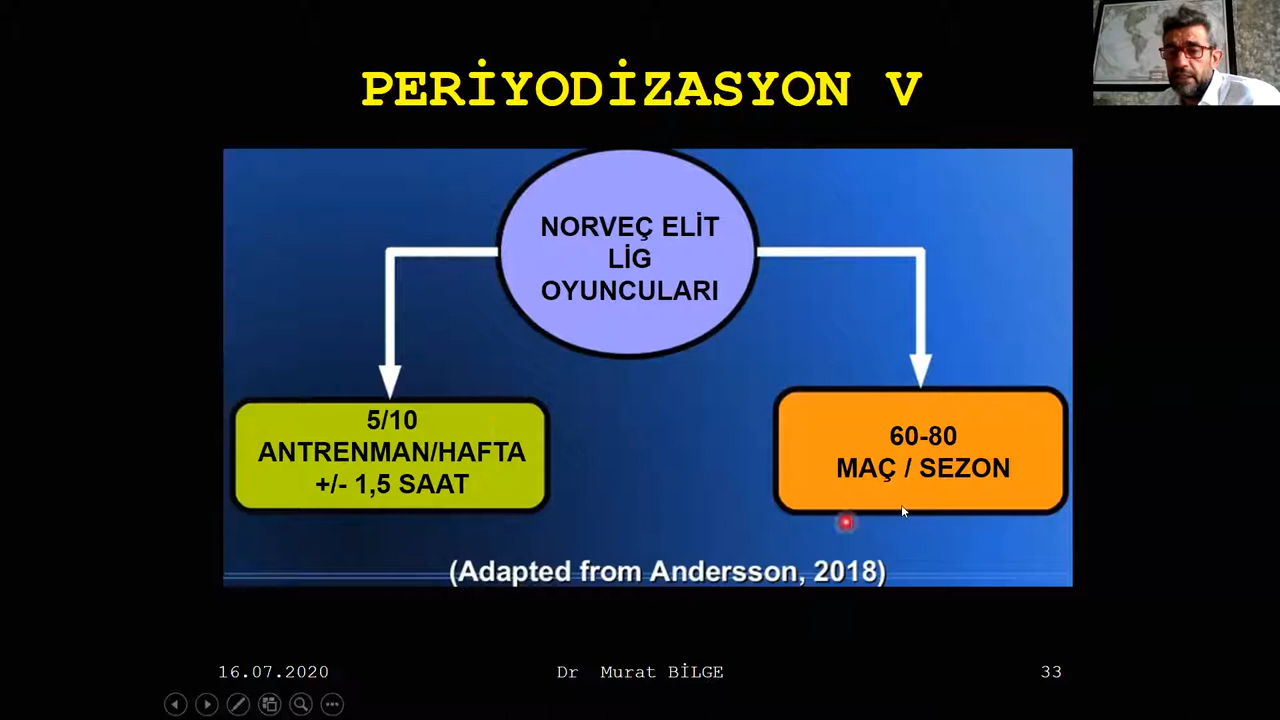 PERİYODİZASYON V
NORVEÇ ELİT
LİG
OYUNCULARI
5/10
ANTRENMAN/HAFTA
+/- 1,5 SAAT
60-80
MAÇ / SEZON
(Adapted from Andersson, 2018)
16.07.2020
Dr Murat BİLGE
33